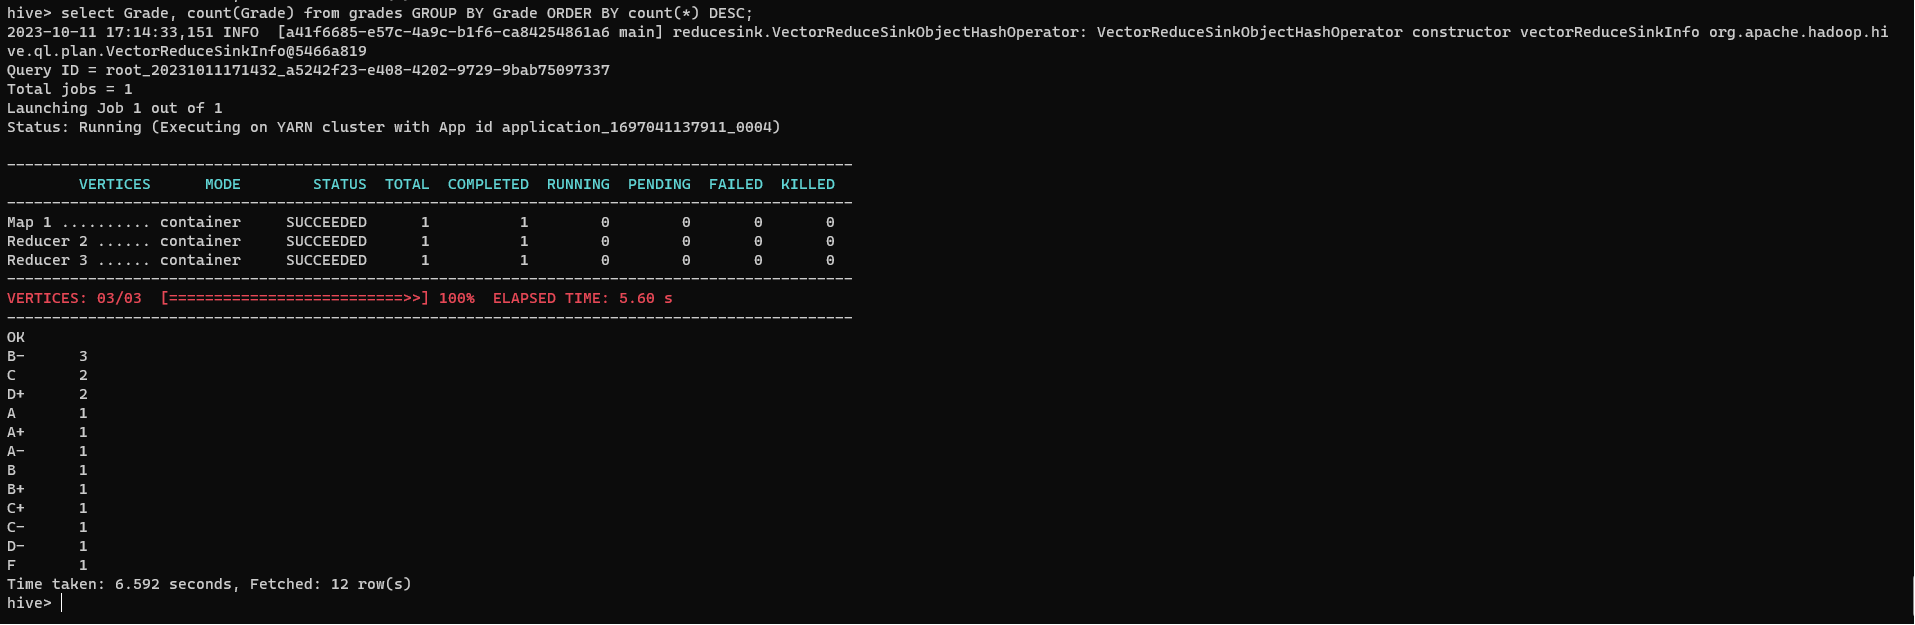 hive> select Grade, count(Grade) from grades GROUP BY Grade ORDER BY count(*) DESC;
2023-10-11 17:14:33,151 INFO  [a41f6685-e57c-4a9c-b1f6-ca84254861a6 main] reducesink.VectorReduceSinkObjectHashOperator: VectorReduceSinkObjectHashOperator constructor vectorReduceSinkInfo org.apache.hadoop.hi
ve.ql.plan.VectorReduceSinkInfo@5466a819
Query ID = root_20231011171432_a5242f23-e408-4202-9729-9bab75097337
Total jobs = 1
Launching Job 1 out of 1
Status: Running (Executing on YARN cluster with App id application_1697041137911_0004)

----------------------------------------------------------------------------------------------
        VERTICES      MODE        STATUS  TOTAL  COMPLETED  RUNNING  PENDING  FAILED  KILLED
----------------------------------------------------------------------------------------------
Map 1 .......... container     SUCCEEDED      1          1        0        0       0       0
Reducer 2 ...... container     SUCCEEDED      1          1        0        0       0       0
Reducer 3 ...... container     SUCCEEDED      1          1        0        0       0       0
----------------------------------------------------------------------------------------------
VERTICES: 03/03  [==========================>>] 100%  ELAPSED TIME: 5.60 s
----------------------------------------------------------------------------------------------
OK
B-      3
C       2
D+      2
A       1
A+      1
A-      1
B       1
B+      1
C+      1
C-      1
D-      1
F       1
Time taken: 6.592 seconds, Fetched: 12 row(s)
hive>